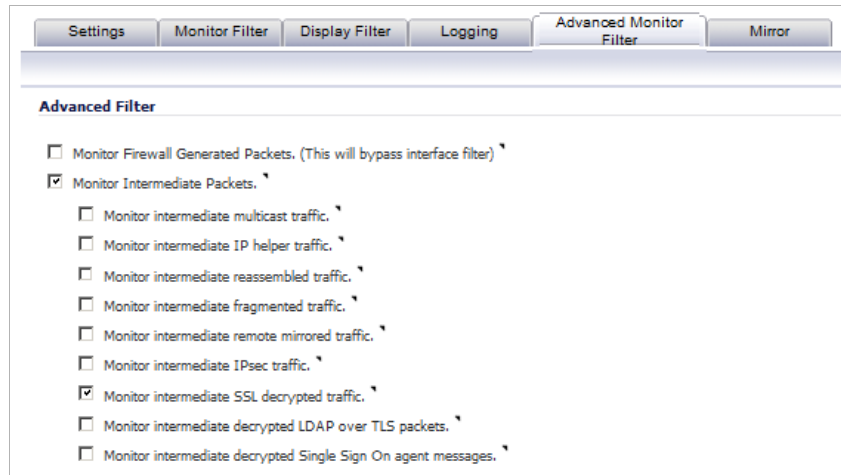 Settings
Monitor Filter
Display Filter
Logging
Advanced Monitor
Filter
Mirror
Advanced Filter
Monitor Firewall Generated Packets. (This will bypass interface filter)
Monitor Intermediate Packets.
Monitor intermediate multicast traffic.
Monitor intermediate IP helper traffic.
Monitor intermediate reassembled traffic.
Monitor intermediate fragmented traffic.
Monitor intermediate remote mirrored traffic.
Monitor intermediate IPsec traffic.
Monitor intermediate SSL decrypted traffic.
Monitor intermediate decrypted LDAP over TLS packets.
Monitor intermediate decrypted Single Sign On agent messages.